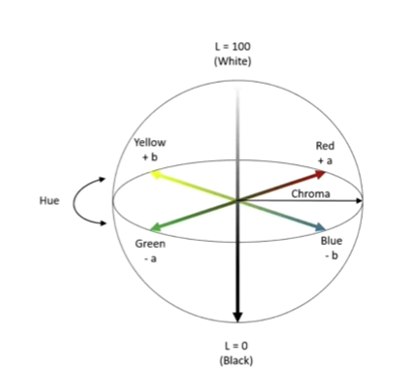 L = 100
(White)
Yellow
+ b
Red
+ a
Hue
Chroma
Green
- a
Blue
- b
L = 0
(Black)